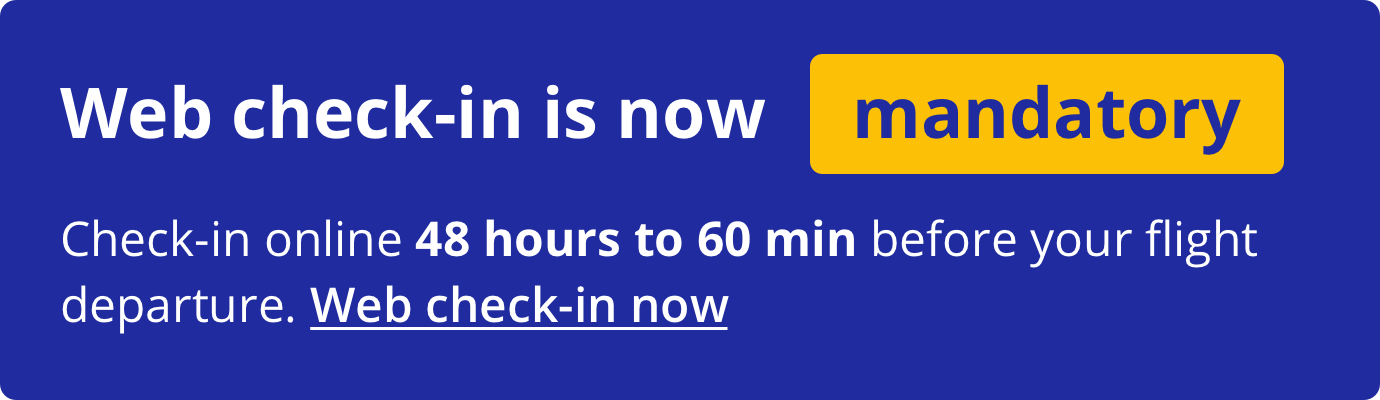 Web check-in is now mandatory
Check-in online 48 hours to 60 min before your flight
departure. Web check-in now